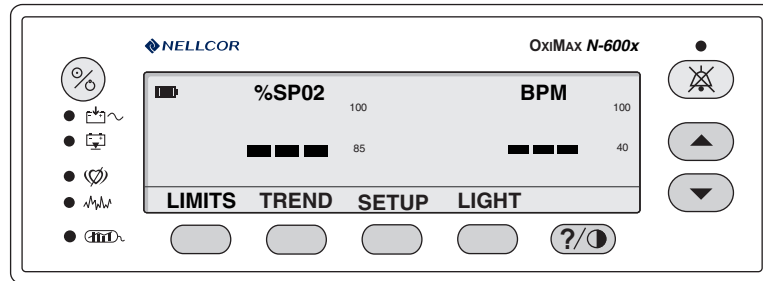 NELLCOR
OXIMAX N-600x
%SP02
BPM
100
100
85
40
LIMITS TREND SETUP LIGHT
?/